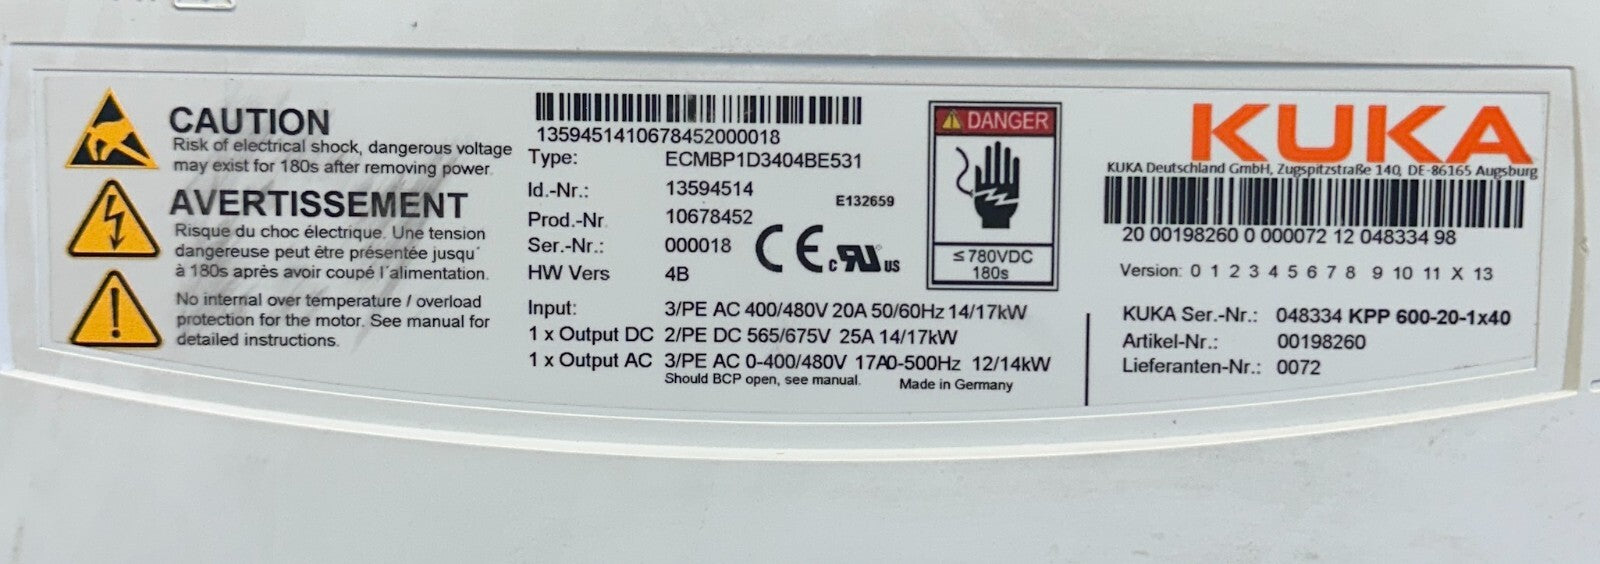 CAUTION
Risk of electrical shock, dangerous voltage
may exist for 180s after removing power.
AVERTISSEMENT
Risque du choc électrique. Une tension
dangereuse peut être présentée jusqu´
à 180s après avoir coupé l´alimentation.
No internal over temperature / overload
protection for the motor. See manual for
detailed instructions.
1359451410678452000018
Type: ECMBP1D3404BE531
Id.-Nr.: 13594514
Prod.-Nr 10678452
Ser.-Nr.: 000018
HW Vers 4B
E132659
CE c RU us
Input: 3/PE AC 400/480V 20A 50/60Hz 14/17kW
1 x Output DC 2/PE DC 565/675V 25A 14/17kW
1 x Output AC 3/PE AC 0-400/480V 17A0-500Hz 12/14kW
Should BCP open, see manual. Made in Germany
DANGER
≤780VDC
180s
KUKA
KUKA Deutschland GmbH, Zugspitzstraße 140, DE-86165 Augsburg
20 00198260 0 000072 12 048334 98
Version: 0 1 2 3 4 5 6 7 8 9 10 11 X 13
KUKA Ser.-Nr.: 048334 KPP 600-20-1x40
Artikel-Nr.: 00198260
Lieferanten-Nr.: 0072